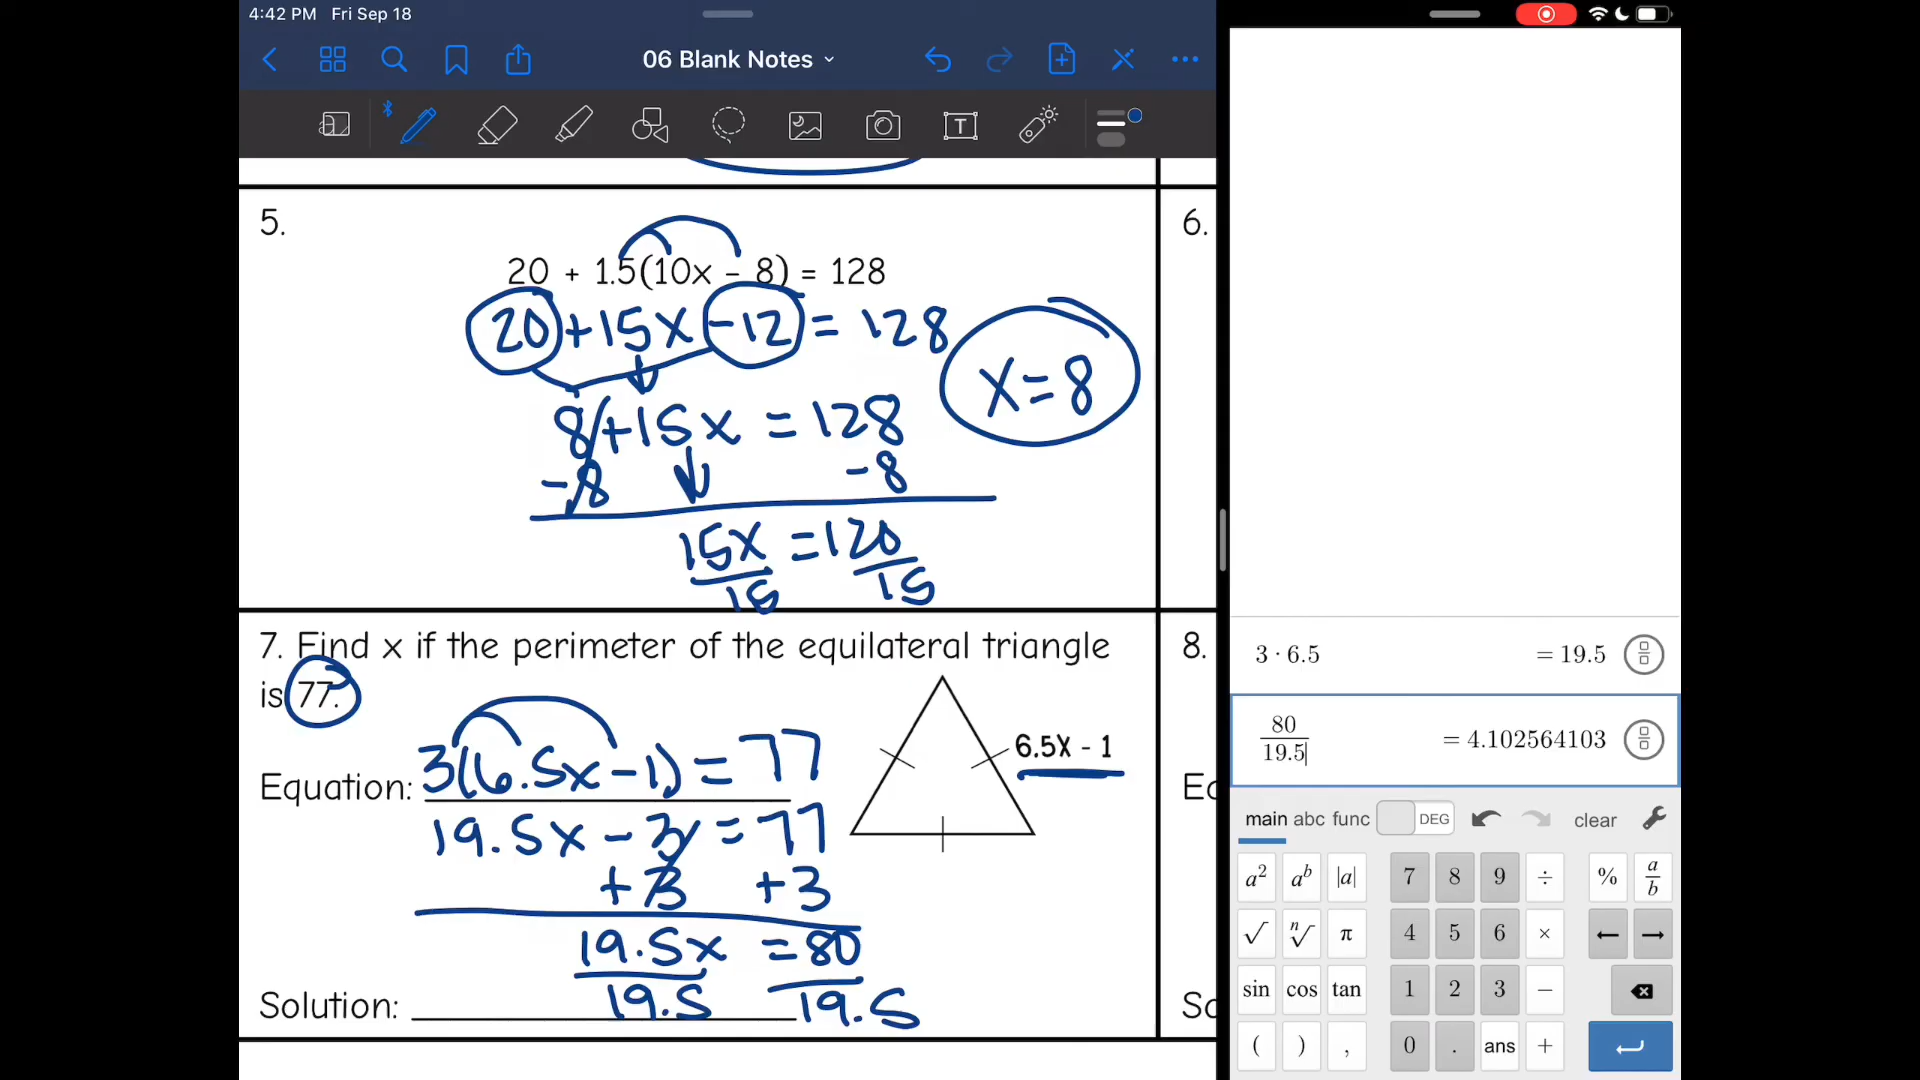 4:42 PM Fri Sep 18
06 Blank Notes
T
5.
20 + 1.5(10x - 8) = 128
20 + 15x - 12 = 128
x = 8
8 + 15x = 128
-8 -8
15x = 120
15 15
6.
7. Find x if the perimeter of the equilateral triangle
is 77.
6.5X - 1
Equation: 3(6.5x - 1) = 77
19.5x - 3 = 77
+3 +3
19.5x = 80
19.5 19.5
Solution:
8.
3 · 6.5 = 19.5
80
19.5
= 4.102564103
main abc func DEG clear
a² aᵇ |a| 7 8 9 ÷ % a/b
√ ⁿ√ π 4 5 6 × ← →
sin cos tan 1 2 3 −
( ) , 0 . ans +